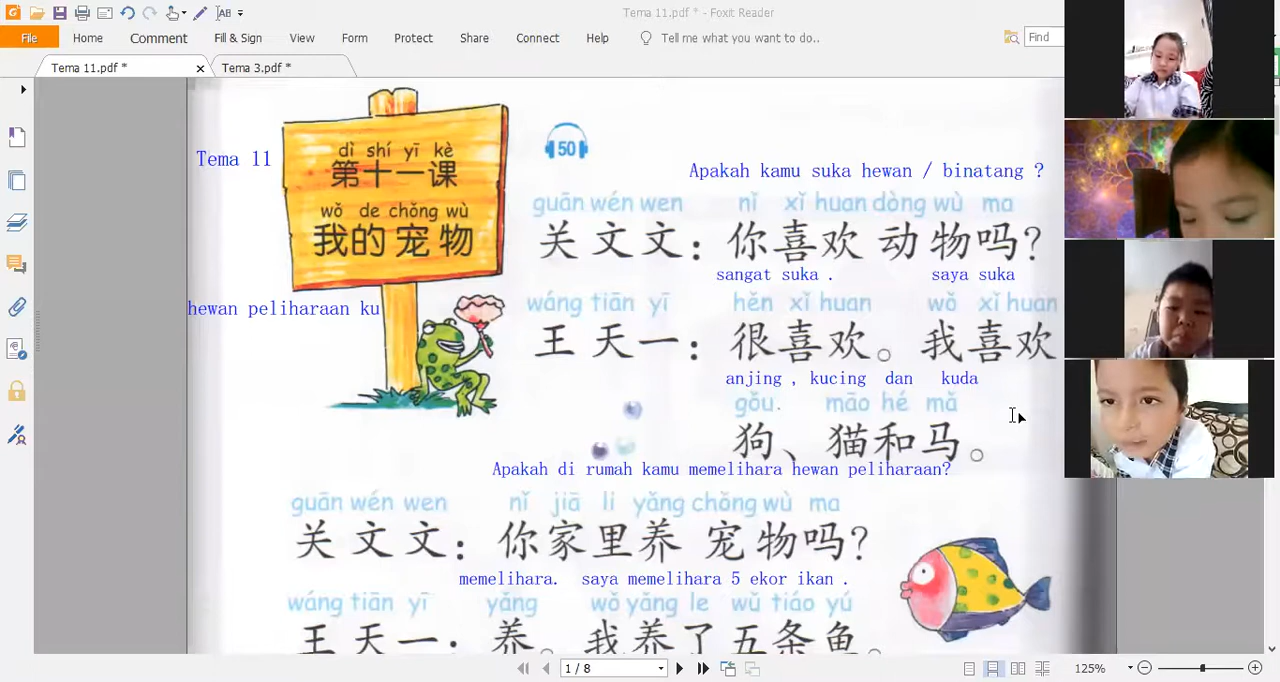 Tema 11.pdf * - Foxit Reader
File Home Comment Fill & Sign View Form Protect Share Connect Help Tell me what you want to do.. Find
Tema 11.pdf * Tema 3.pdf *
dì shí yī kè
Tema 11
第十一课
wǒ de chǒng wù
我的宠物
hewan peliharaan ku
50
Apakah kamu suka hewan / binatang ?
guān wén wen nǐ xǐ huan dòng wù ma
关文文：你喜欢动物吗？
sangat suka . saya suka
wáng tiān yī hěn xǐ huan wǒ xǐ huan
王天一：很喜欢。我喜欢
anjing , kucing dan kuda
gǒu. māo hé mǎ
狗、猫和马。
Apakah di rumah kamu memelihara hewan peliharaan?
guān wén wen nǐ jiā li yǎng chǒng wù ma
关文文：你家里养宠物吗？
memelihara. saya memelihara 5 ekor ikan .
wáng tiān yī yǎng wǒ yǎng le wǔ tiáo yú
王天一：养。我养了五条鱼。
1 / 8
125%